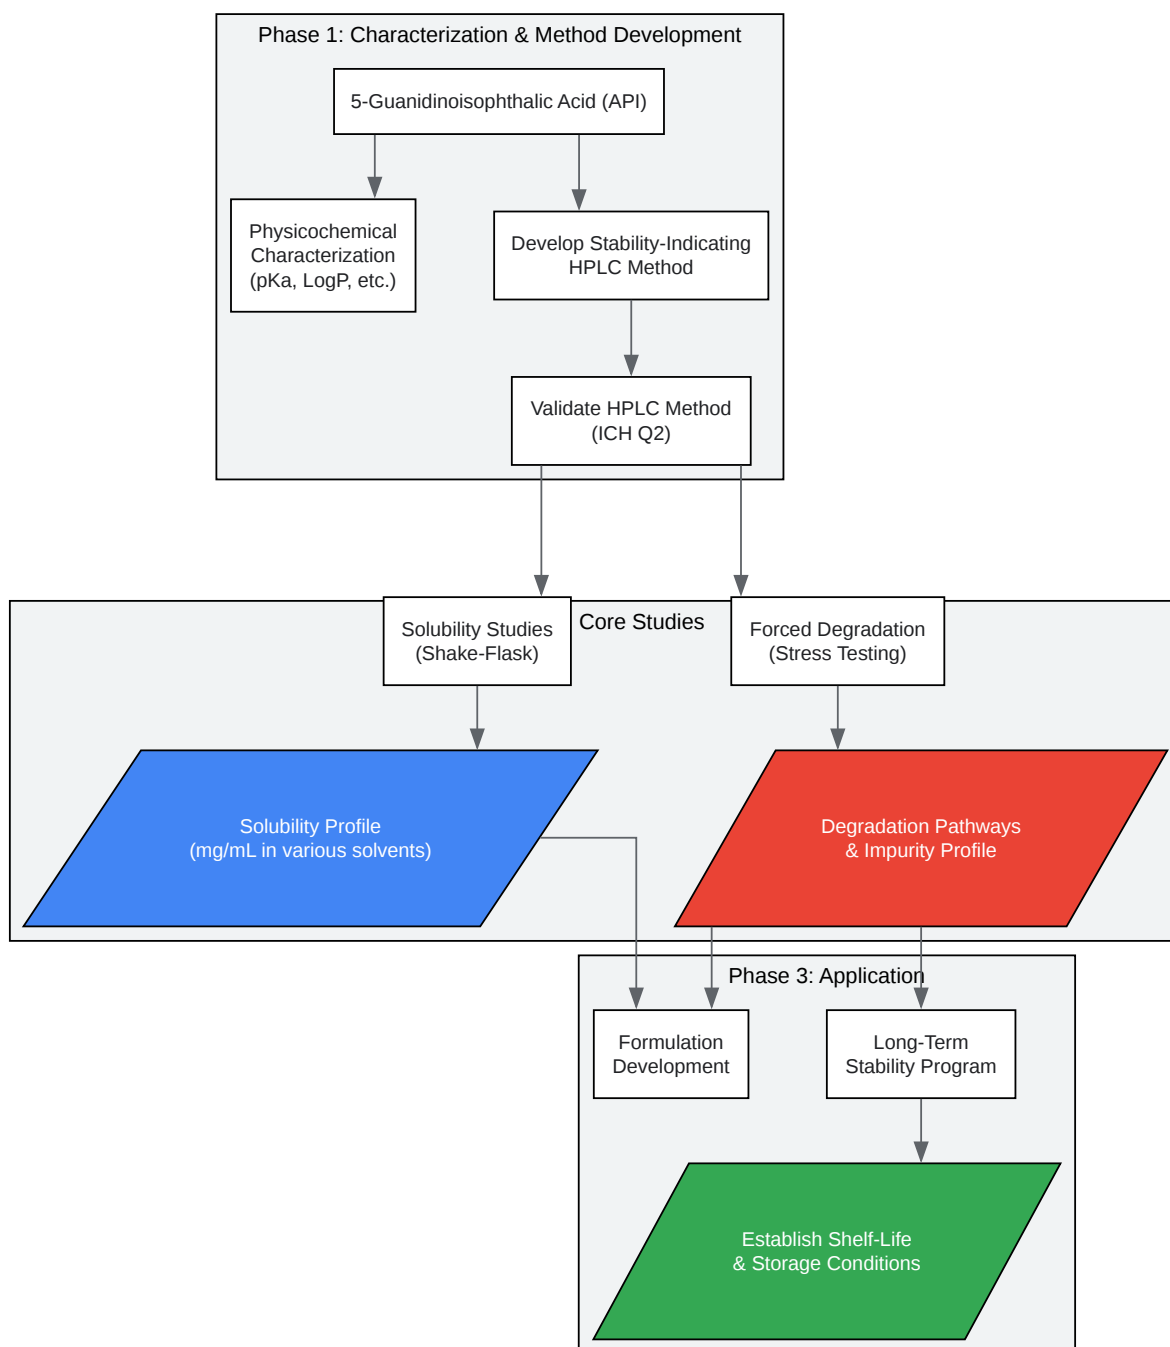 Phase 1: Characterization & Method Development
5-Guanidinoisophthalic Acid (API)
Physicochemical
Characterization
(pKa, LogP, etc.)
Develop Stability-Indicating
HPLC Method
Validate HPLC Method
(ICH Q2)
Core Studies
Solubility Studies
(Shake-Flask)
Forced Degradation
(Stress Testing)
Solubility Profile
(mg/mL in various solvents)
Degradation Pathways
& Impurity Profile
Phase 3: Application
Formulation
Development
Long-Term
Stability Program
Establish Shelf-Life
& Storage Conditions